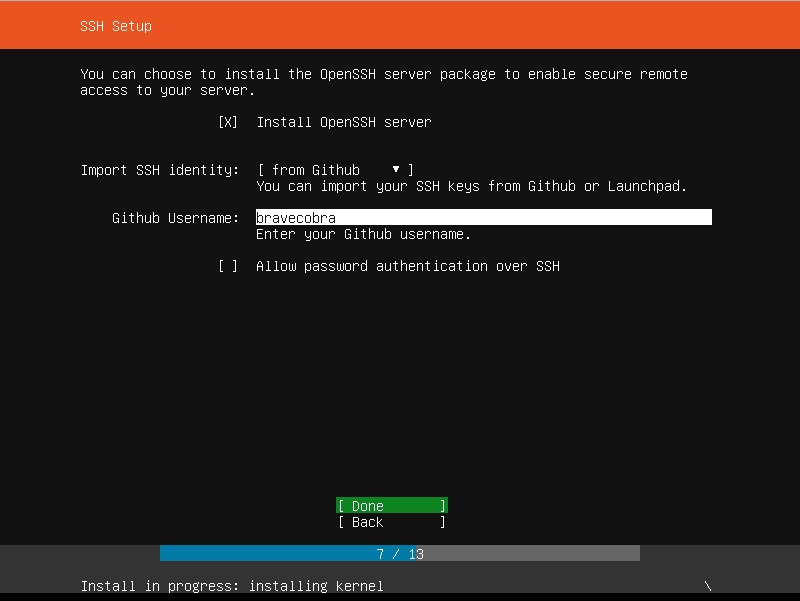 SSH Setup
You can choose to install the OpenSSH server package to enable secure remote
access to your server.
[X] Install OpenSSH server
Import SSH identity: [ from Github ▾ ]
You can import your SSH keys from Github or Launchpad.
Github Username: bravecobra
Enter your Github username.
[ ] Allow password authentication over SSH
[ Done ]
[ Back ]
7 / 13
Install in progress: installing kernel \